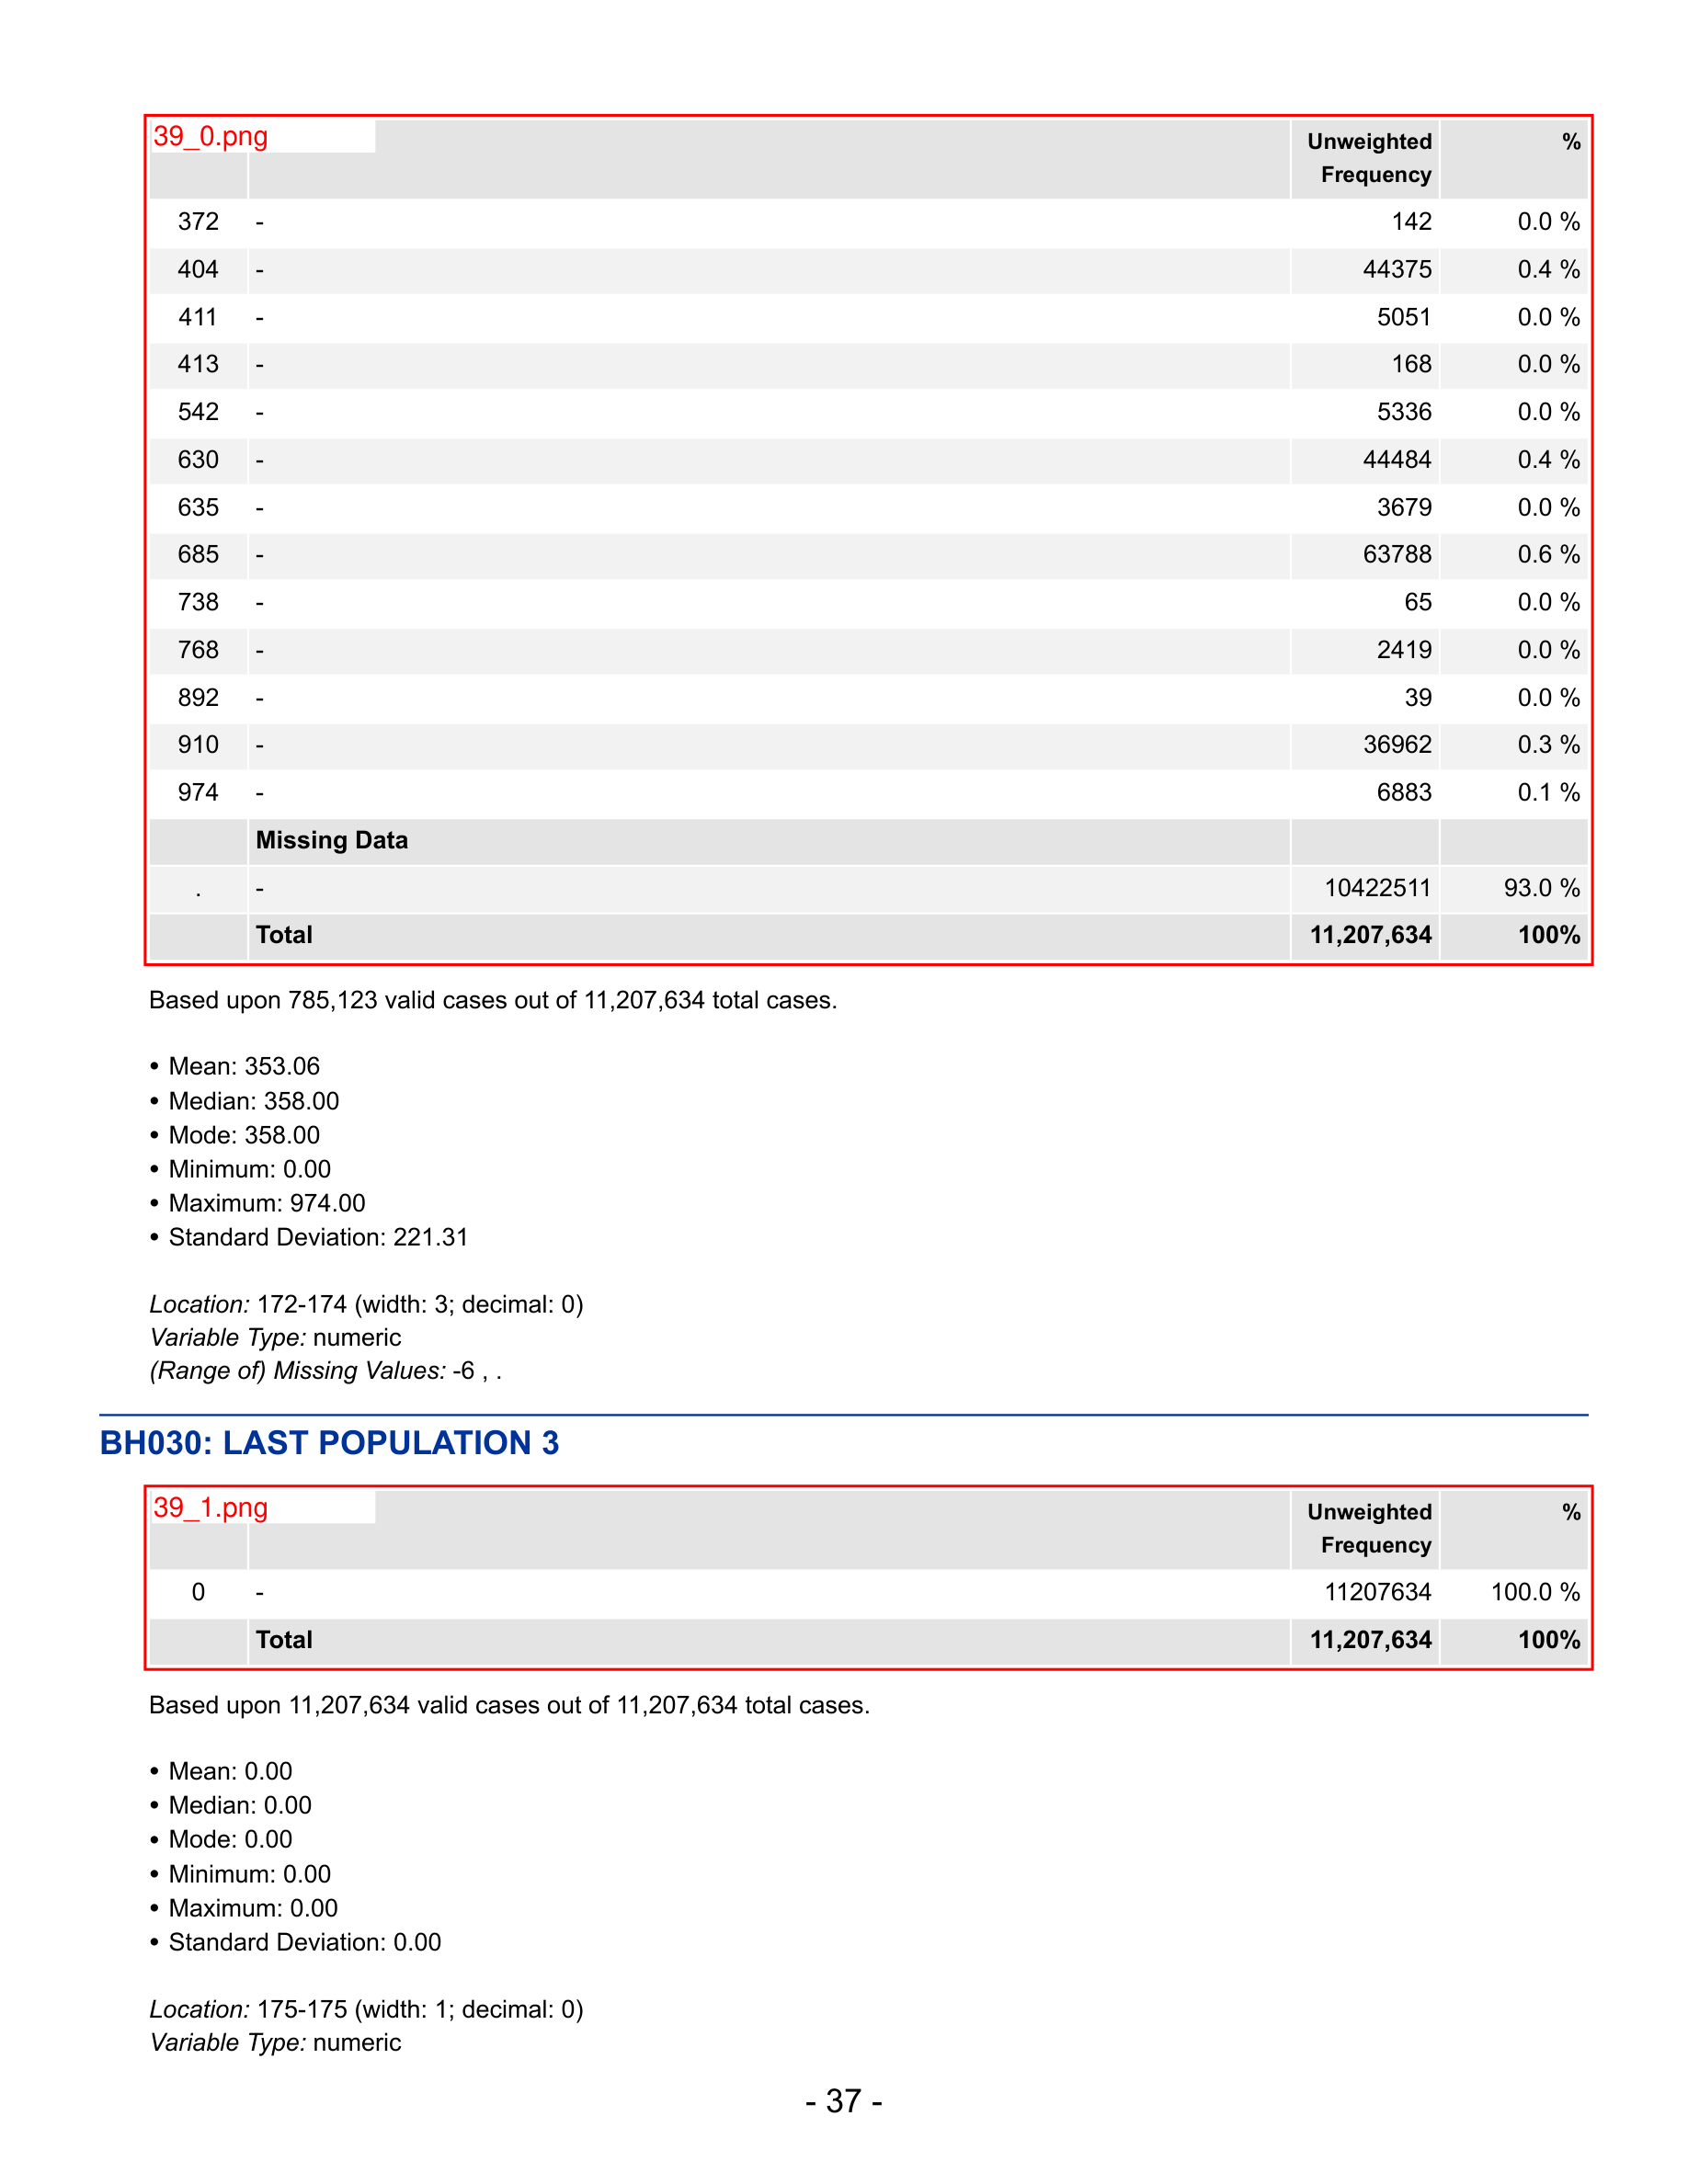 39_0.png
Unweighted Frequency %
372 - 142 0.0 %
404 - 44375 0.4 %
411 - 5051 0.0 %
413 - 168 0.0 %
542 - 5336 0.0 %
630 - 44484 0.4 %
635 - 3679 0.0 %
685 - 63788 0.6 %
738 - 65 0.0 %
768 - 2419 0.0 %
892 - 39 0.0 %
910 - 36962 0.3 %
974 - 6883 0.1 %
Missing Data
. - 10422511 93.0 %
Total 11,207,634 100%
Based upon 785,123 valid cases out of 11,207,634 total cases.
• Mean: 353.06
• Median: 358.00
• Mode: 358.00
• Minimum: 0.00
• Maximum: 974.00
• Standard Deviation: 221.31
Location: 172-174 (width: 3; decimal: 0)
Variable Type: numeric
(Range of) Missing Values: -6 , .
BH030: LAST POPULATION 3
39_1.png
Unweighted Frequency %
0 - 11207634 100.0 %
Total 11,207,634 100%
Based upon 11,207,634 valid cases out of 11,207,634 total cases.
• Mean: 0.00
• Median: 0.00
• Mode: 0.00
• Minimum: 0.00
• Maximum: 0.00
• Standard Deviation: 0.00
Location: 175-175 (width: 1; decimal: 0)
Variable Type: numeric
- 37 -